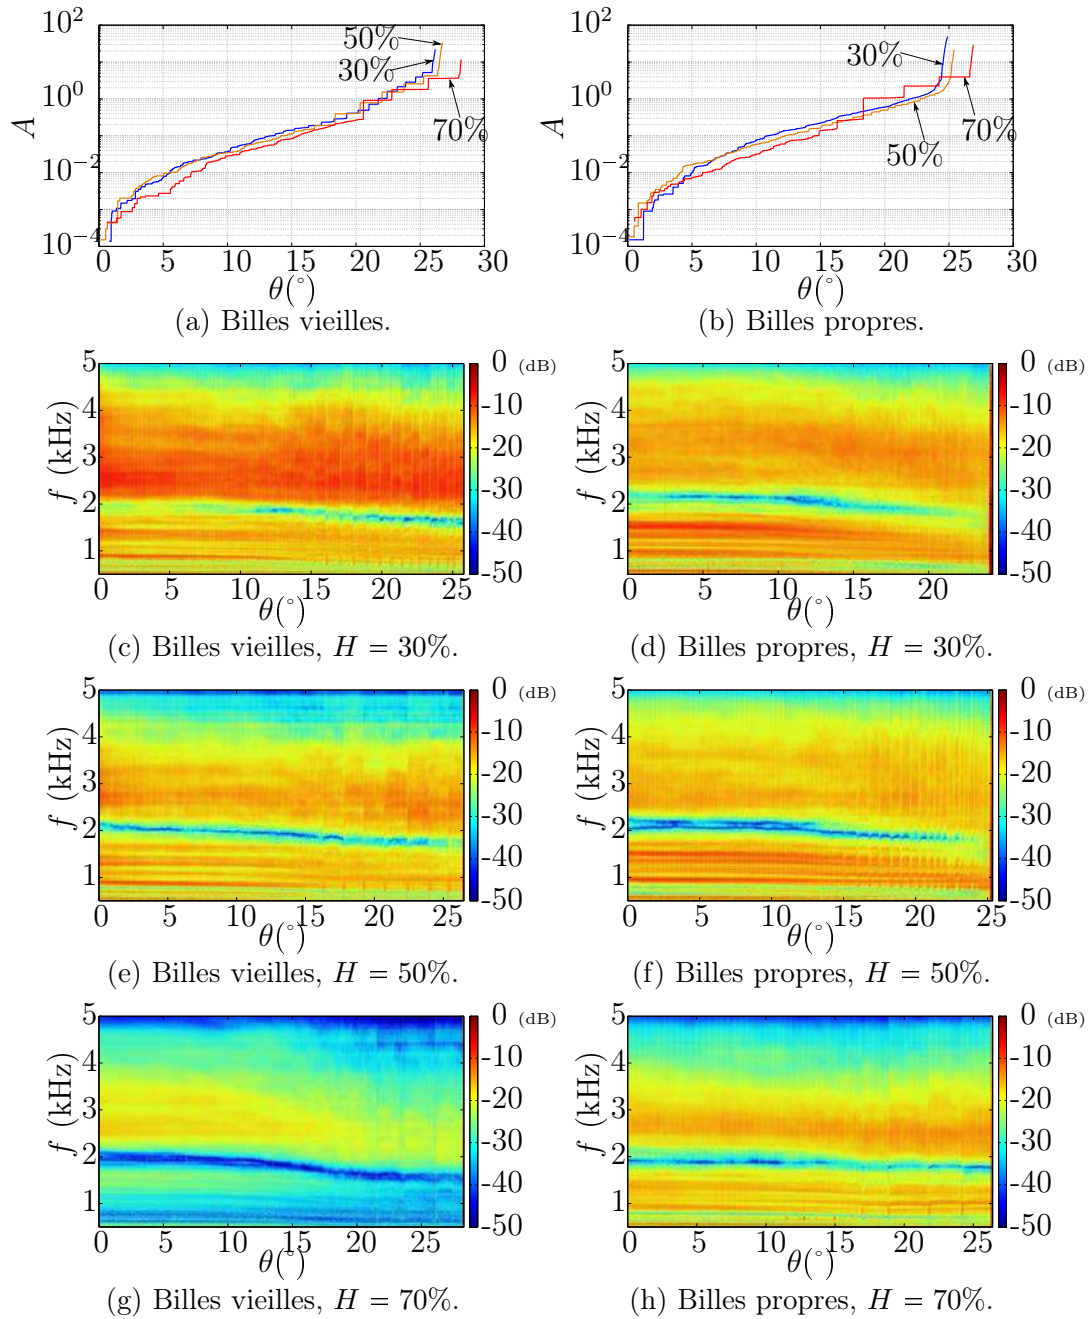 10² 10⁰ 10⁻² 10⁻⁴
A
50%
30%
70%
0 5 10 15 20 25 30
θ(°)
(a) Billes vieilles.
10² 10⁰ 10⁻² 10⁻⁴
A
30%
70%
50%
0 5 10 15 20 25 30
θ(°)
(b) Billes propres.
5 4 3 2 1
f (kHz)
0 5 10 15 20 25
θ(°)
0 (dB)
-10
-20
-30
-40
-50
(c) Billes vieilles, H = 30%.
5 4 3 2 1
f (kHz)
0 5 10 15 20
θ(°)
0 (dB)
-10
-20
-30
-40
-50
(d) Billes propres, H = 30%.
5 4 3 2 1
f (kHz)
0 5 10 15 20 25
θ(°)
0 (dB)
-10
-20
-30
-40
-50
(e) Billes vieilles, H = 50%.
5 4 3 2 1
f (kHz)
0 5 10 15 20 25
θ(°)
0 (dB)
-10
-20
-30
-40
-50
(f) Billes propres, H = 50%.
5 4 3 2 1
f (kHz)
0 5 10 15 20 25
θ(°)
0 (dB)
-10
-20
-30
-40
-50
(g) Billes vieilles, H = 70%.
5 4 3 2 1
f (kHz)
0 5 10 15 20 25
θ(°)
0 (dB)
-10
-20
-30
-40
-50
(h) Billes propres, H = 70%.